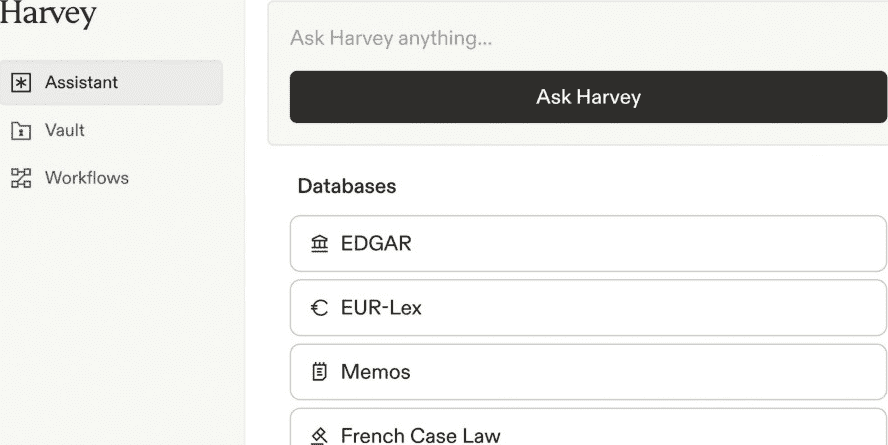 Harvey
Assistant
Vault
Workflows
Ask Harvey anything...
Ask Harvey
Databases
EDGAR
EUR-Lex
Memos
French Case Law